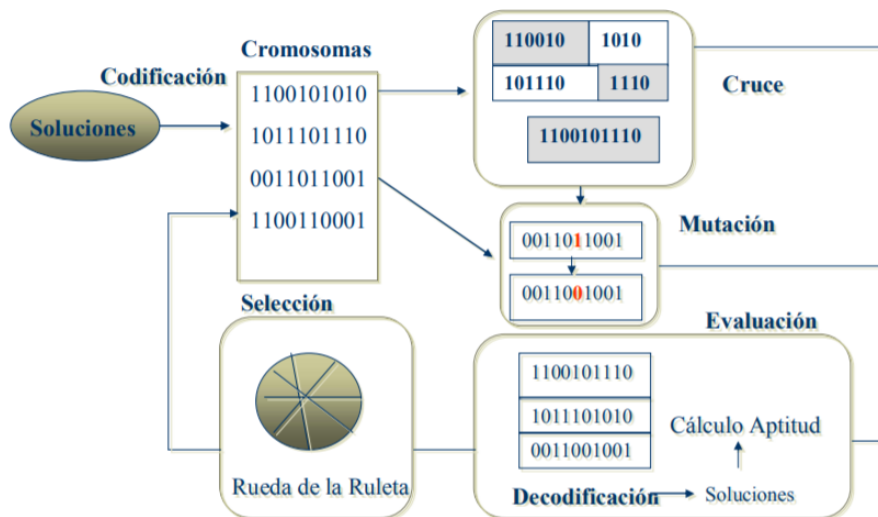 Cromosomas
Codificación
Soluciones
1100101010
1011101110
0011011001
1100110001
110010 1010
101110 1110
1100101110
Cruce
Mutación
0011011001
0011001001
Selección
Rueda de la Ruleta
Evaluación
1100101110
1011101010
0011001001
Cálculo Aptitud
Decodificación Soluciones